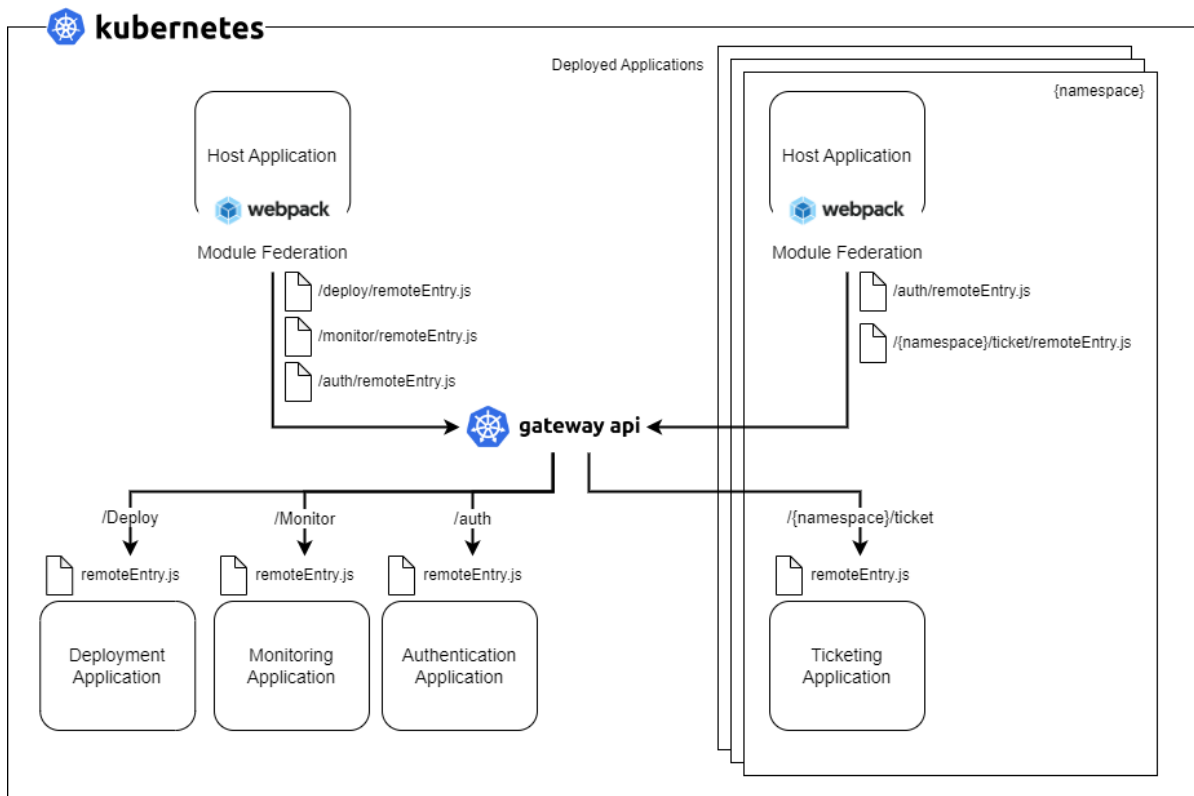 kubernetes
Deployed Applications
{namespace}
Host Application
webpack
Module Federation
/deploy/remoteEntry.js
/monitor/remoteEntry.js
/auth/remoteEntry.js
Host Application
webpack
Module Federation
/auth/remoteEntry.js
/{namespace}/ticket/remoteEntry.js
gateway api
/Deploy
/Monitor
/auth
/{namespace}/ticket
remoteEntry.js
remoteEntry.js
remoteEntry.js
remoteEntry.js
Deployment
Application
Monitoring
Application
Authentication
Application
Ticketing
Application